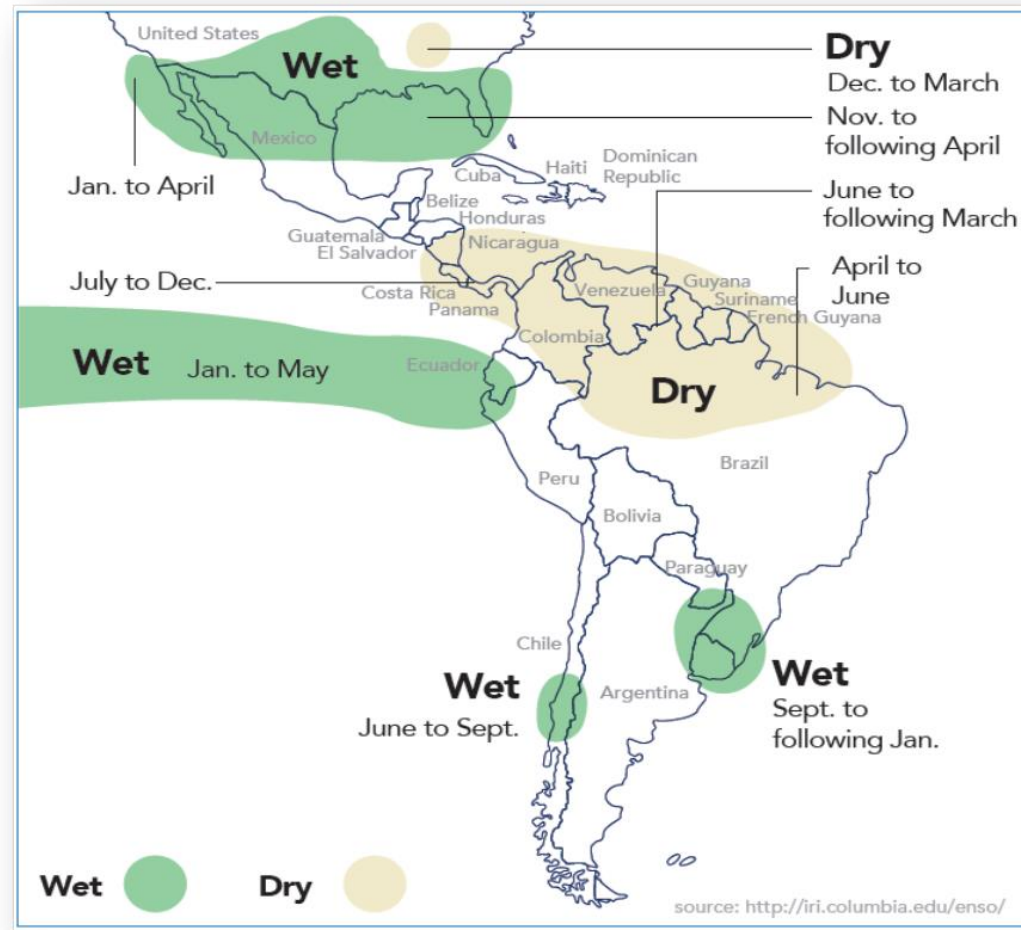 United States
Wet
Dry
Dec. to March
Nov. to
following April
Mexico
Jan. to April
Cuba
Haiti
Dominican
Republic
June to
following March
Belize
Honduras
Guatemala
El Salvador
Nicaragua
April to
June
July to Dec.
Costa Rica
Panama
Venezuela
Guyana
Suriname
French Guyana
Colombia
Wet
Jan. to May
Ecuador
Dry
Brazil
Peru
Bolivia
Paraguay
Chile
Wet
June to Sept.
Argentina
Wet
Sept. to
following Jan.
Wet
Dry
source: http://iri.columbia.edu/enso/